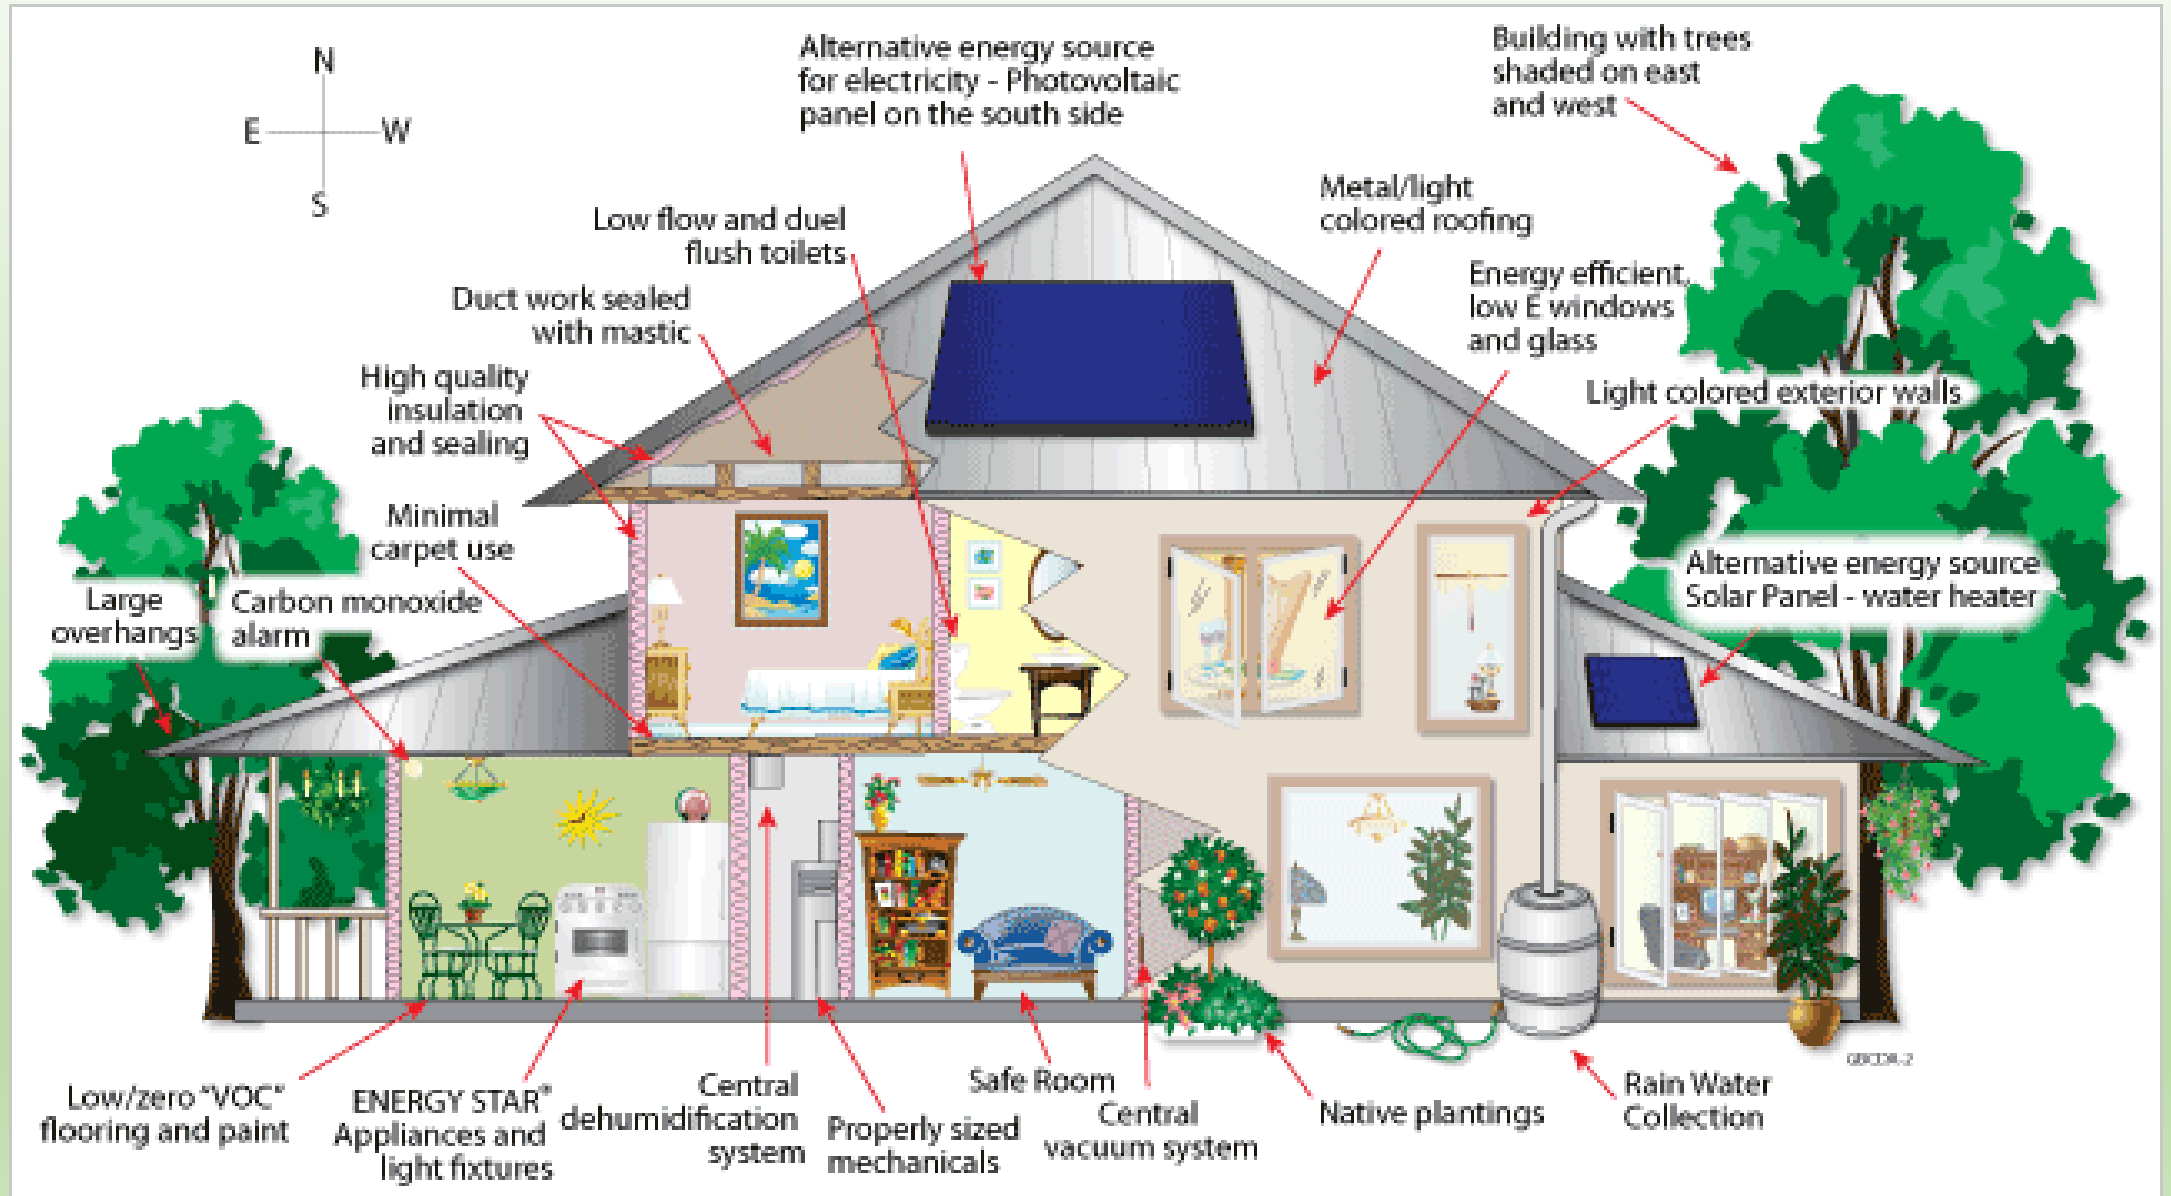 N
E
W
S
Alternative energy source
for electricity - Photovoltaic
panel on the south side
Building with trees
shaded on east
and west
Metal/light
colored roofing
Low flow and duel
flush toilets
Energy efficient,
low E windows
and glass
Duct work sealed
with mastic
High quality
insulation
and sealing
Light colored exterior walls
Minimal
carpet use
Alternative energy source
Solar Panel - water heater
Large
overhangs
Carbon monoxide
alarm
Low/zero "VOC"
flooring and paint
ENERGY STAR®
Appliances and
light fixtures
Central
dehumidification
system
Properly sized
mechanicals
Safe Room
Central
vacuum system
Native plantings
Rain Water
Collection